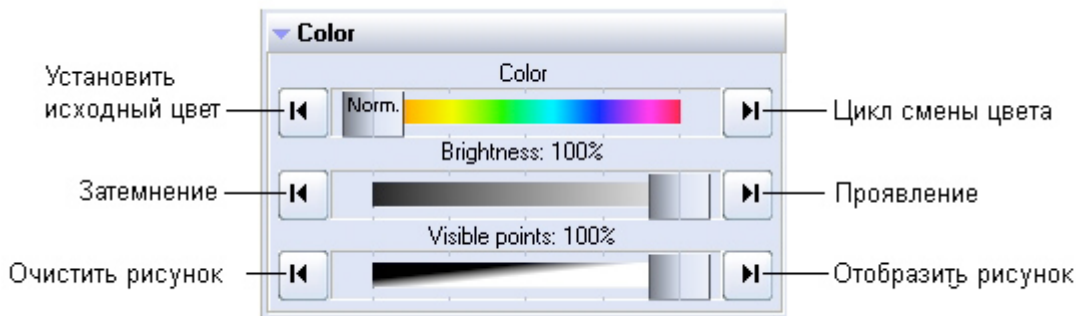 Color
Color
Установить
исходный цвет
Norm.
Цикл смены цвета
Brightness: 100%
Затемнение
Проявление
Visible points: 100%
Очистить рисунок
Отобразить рисунок